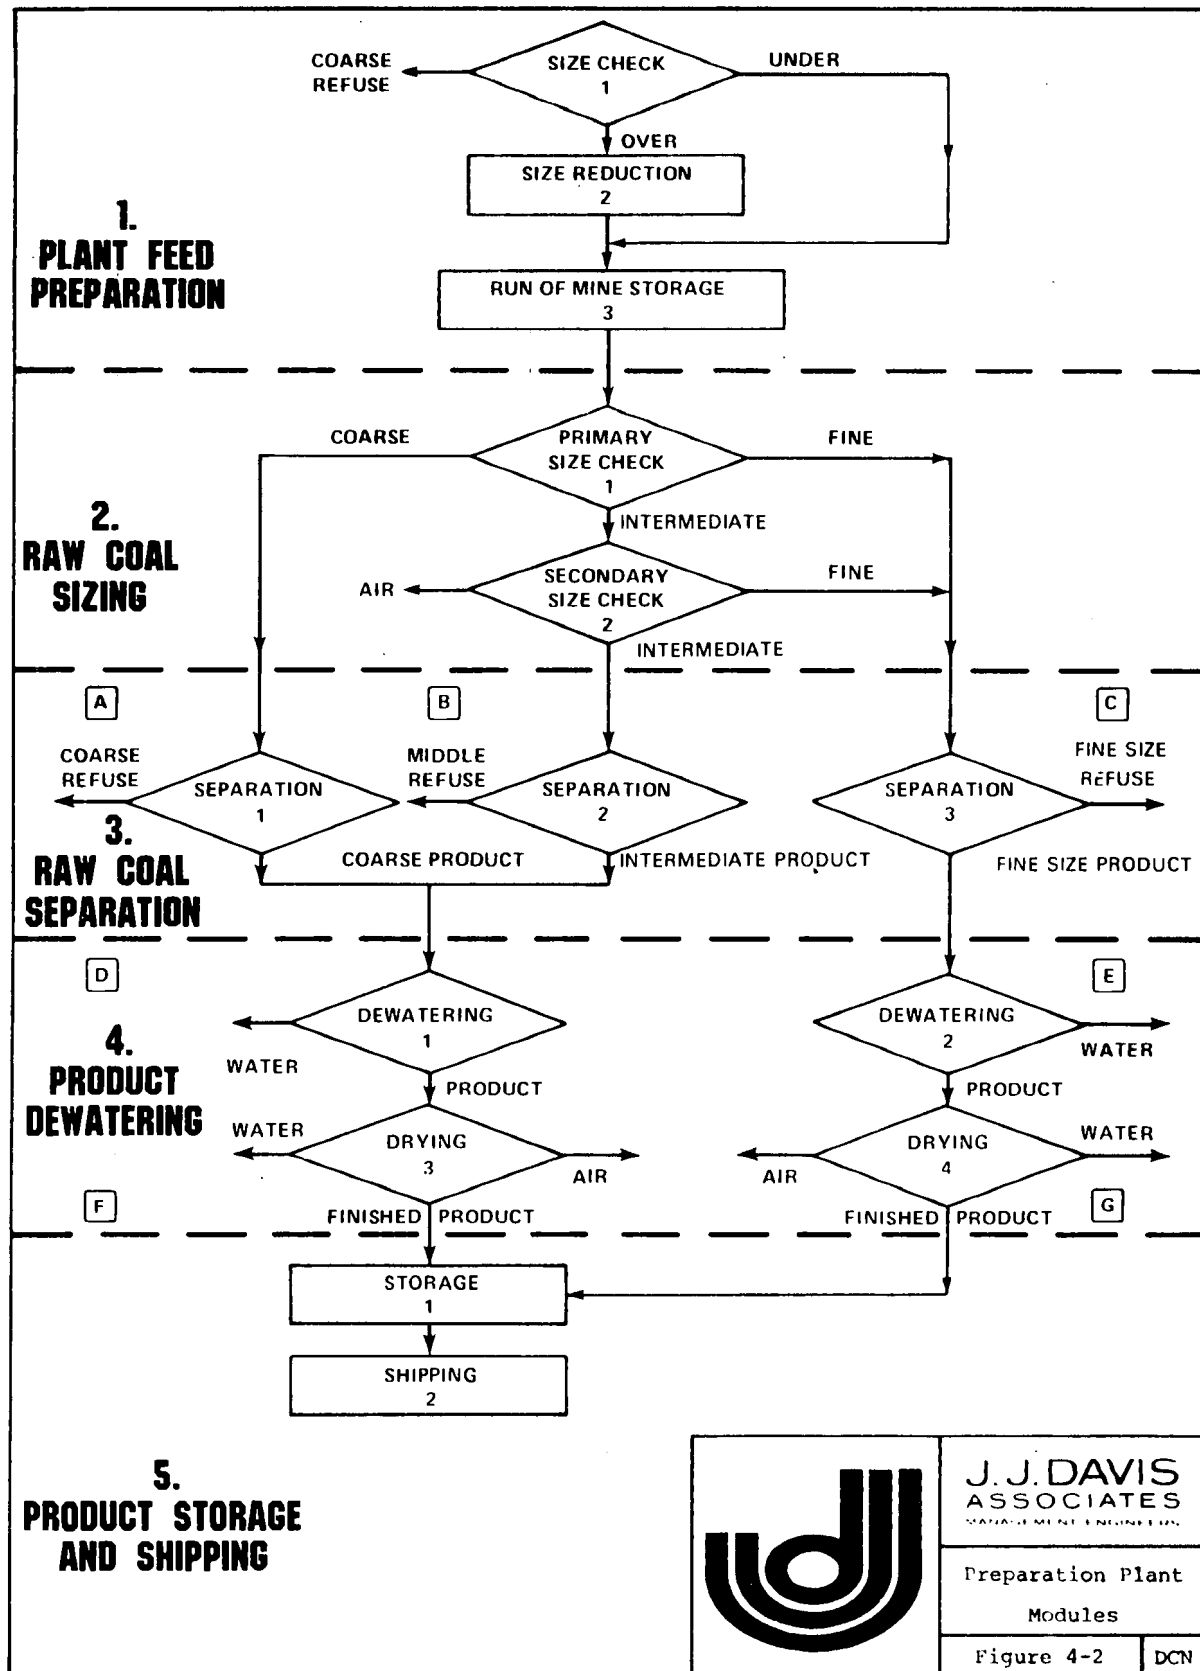 COARSE
REFUSE
SIZE CHECK
1
UNDER
OVER
SIZE REDUCTION
2
1.
PLANT FEED
PREPARATION
RUN OF MINE STORAGE
3
COARSE
PRIMARY
SIZE CHECK
1
FINE
INTERMEDIATE
2.
RAW COAL
SIZING
AIR
SECONDARY
SIZE CHECK
2
FINE
INTERMEDIATE
A
B
C
COARSE
REFUSE
SEPARATION
1
MIDDLE
REFUSE
SEPARATION
2
SEPARATION
3
FINE SIZE
REFUSE
3.
RAW COAL
SEPARATION
COARSE PRODUCT
INTERMEDIATE PRODUCT
FINE SIZE PRODUCT
D
E
4.
PRODUCT
DEWATERING
DEWATERING
1
WATER
PRODUCT
DEWATERING
2
WATER
PRODUCT
WATER
DRYING
3
AIR
AIR
DRYING
4
WATER
F
G
FINISHED PRODUCT
FINISHED PRODUCT
STORAGE
1
SHIPPING
2
5.
PRODUCT STORAGE
AND SHIPPING
J.J. DAVIS
ASSOCIATES
MANAGEMENT ENGINEERS
Preparation Plant
Modules
Figure 4-2
DCN